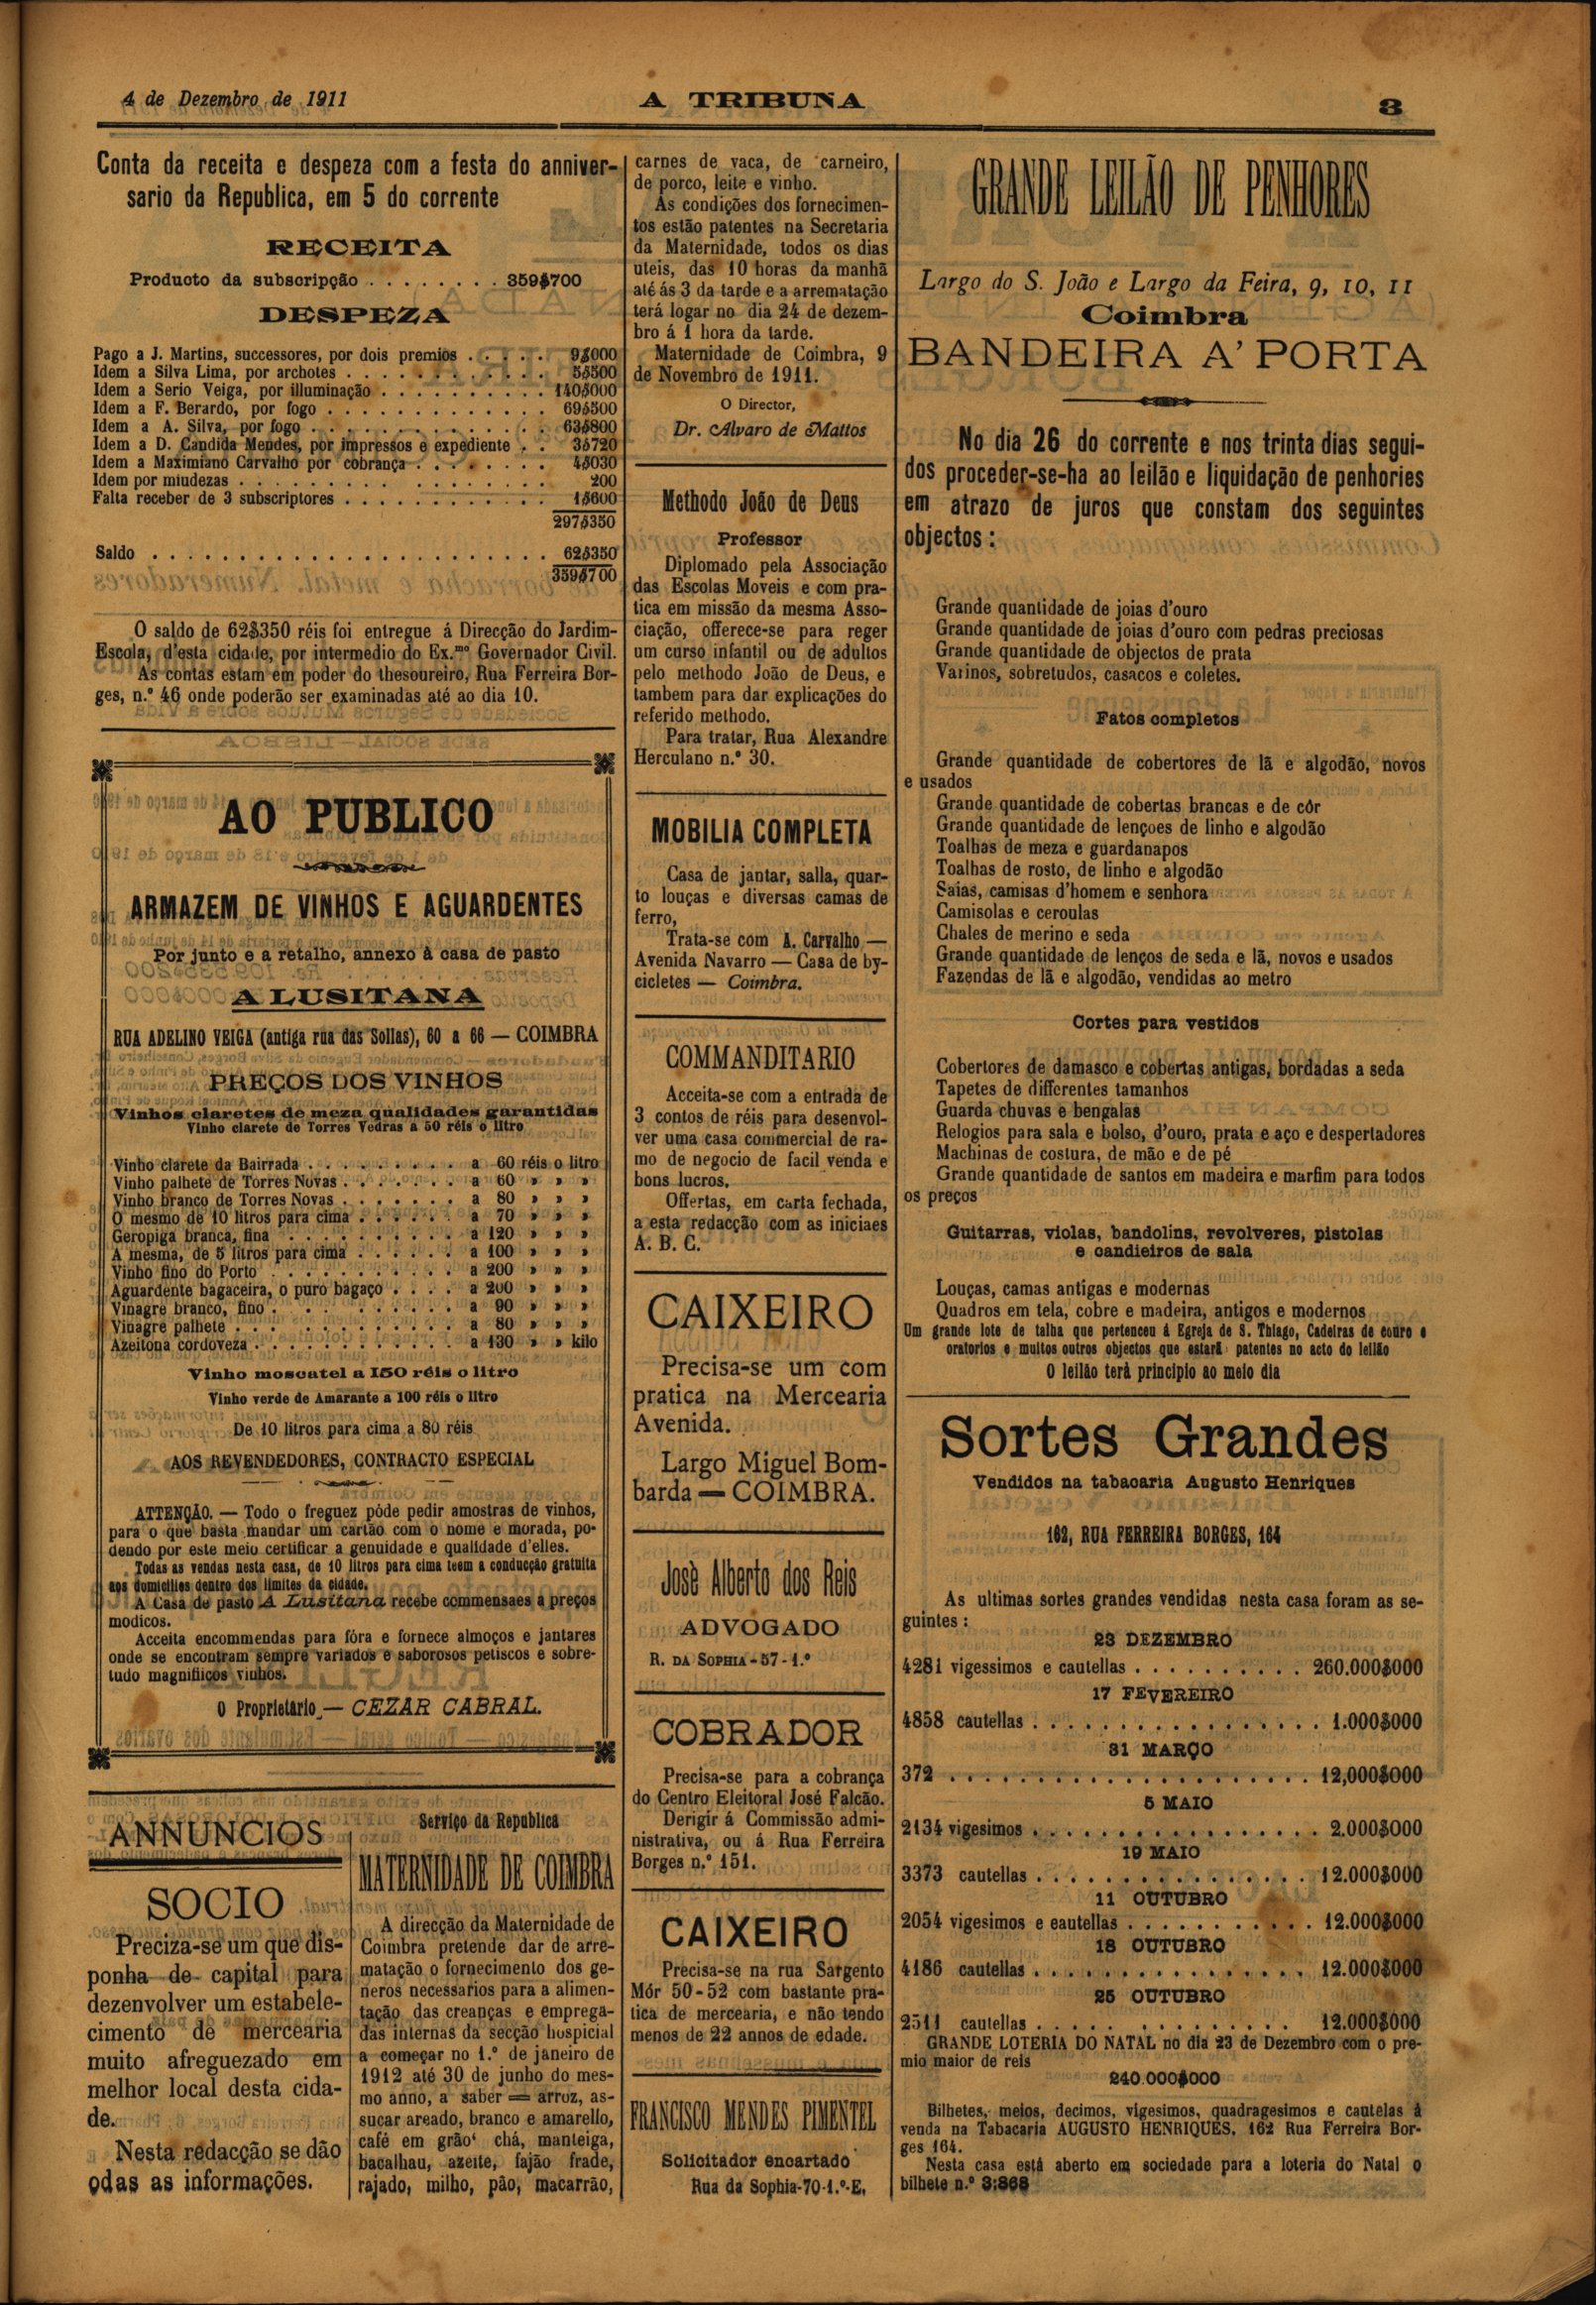 4 de Dezembro de 1911
A TRIBUNA
3
Conta da receita e despeza com a festa do anniver-
sario da Republica, em 5 do corrente
RECEITA
Producto da subscripção . . . . . . . . 359$700
DESPEZA
Pago a J. Martins, successores, por dois premios . . . . . 9$000
Idem a Silva Lima, por archotes . . . . . . . . . . . . 5$500
Idem a Serio Veiga, por illuminação . . . . . . . . . . 140$000
Idem a F. Berardo, por fogo . . . . . . . . . . . . . 69$500
Idem a A. Silva, por fogo . . . . . . . . . . . . . . 63$800
Idem a D. Candida Mendes, por impressos e expediente . . 3$720
Idem a Maximiano Carvalho por cobrança . . . . . . . . 4$030
Idem por miudezas . . . . . . . . . . . . . . . . . 200
Falta receber de 3 subscriptores . . . . . . . . . . . . 1$600
297$350
Saldo . . . . . . . . . . . . . . . . . . . . . . . 62$350
359$700
O saldo de 62$350 réis foi entregue á Direcção do Jardim-
Escola, d'esta cidade, por intermedio do Ex.mo Governador Civil.
As contas estam em poder do thesoureiro, Rua Ferreira Bor-
ges, n.º 46 onde poderão ser examinadas até ao dia 10.
AO PUBLICO
ARMAZEM DE VINHOS E AGUARDENTES
Por junto e a retalho, annexo à casa de pasto
A LUSITANA
RUA ADELINO VEIGA (antiga rua das Sollas), 60 a 66 — COIMBRA
PREÇOS DOS VINHOS
Vinhos claretes de meza qualidades garantidas
Vinho clarete de Torres Vedras a 50 réis o litro
Vinho clarete da Bairrada . . . . . . . . . a 60 réis o litro
Vinho palhete de Torres Novas . . . . . . . a 60 » » »
Vinho branco de Torres Novas . . . . . . . a 80 » » »
O mesmo de 10 litros para cima . . . . . . a 70 » » »
Geropiga branca, fina . . . . . . . . . . a 120 » » »
A mesma, de 5 litros para cima . . . . . . a 100 » » »
Vinho fino do Porto . . . . . . . . . . . a 200 » » »
Aguardente bagaceira, o puro bagaço . . . . a 200 » » »
Vinagre branco, fino . . . . . . . . . . a 90 » » »
Vinagre palhete . . . . . . . . . . . . . a 80 » » »
Azeitona cordoveza . . . . . . . . . . . . a 130 » » kilo
Vinho moscatel a 150 réis o litro
Vinho verde de Amarante a 100 réis o litro
De 10 litros para cima a 80 réis
AOS REVENDEDORES, CONTRACTO ESPECIAL
ATTENÇÃO. — Todo o freguez póde pedir amostras de vinhos,
para o que basta mandar um cartão com o nome e morada, po-
dendo por este meio certificar a genuidade e qualidade d'elles.
Todas as vendas nesta casa, de 10 litros para cima teem a conducção gratuita
aos domicilies dentro dos limites da cidade.
A Casa de pasto A Lusitana recebe commensaes a preços
modicos.
Acceita encommendas para fóra e fornece almoços e jantares
onde se encontram sempre variados e saborosos petiscos e sobre-
tudo magnificos vinhos.
O Proprietario — CEZAR CABRAL.
ANNUNCIOS
SOCIO
Preciza-se um que dis-
ponha de capital para
dezenvolver um estabele-
cimento de mercearia
muito afreguezado em
melhor local desta cida-
de.
Nesta redacção se dão
odas as informações.
Serviço da Republica
MATERNIDADE DE COIMBRA
A direcção da Maternidade de
Coimbra pretende dar de arre-
matação o fornecimento dos ge-
neros necessarios para a alimen-
tação das creanças e emprega-
das internas da secção hospicial
a começar no 1.º de janeiro de
1912 até 30 de junho do mes-
mo anno, a saber — arroz, as-
sucar areado, branco e amarello,
café em grão' chá, manteiga,
bacalhau, azeite, fajão frade,
rajado, milho, pão, macarrão,
carnes de vaca, de carneiro,
de porco, leite e vinho.
As condições dos fornecimen-
tos estão patentes na Secretaria
da Maternidade, todos os dias
uteis, das 10 horas da manhã
até ás 3 da tarde e a arrematação
terá logar no dia 24 de dezem-
bro á 1 hora da tarde.
Maternidade de Coimbra, 9
de Novembro de 1911.
O Director,
Dr. Alvaro de Mattos
Methodo João de Deus
Professor
Diplomado pela Associação
das Escolas Moveis e com pra-
tica em missão da mesma Asso-
ciação, offerece-se para reger
um curso infantil ou de adultos
pelo methodo João de Deus, e
tambem para dar explicações do
referido methodo.
Para tratar, Rua Alexandre
Herculano n.º 30.
MOBILIA COMPLETA
Casa de jantar, salla, quar-
to louças e diversas camas de
ferro,
Trata-se com A. Carvalho —
Avenida Navarro — Casa de by-
cicletes — Coimbra.
COMMANDITARIO
Acceita-se com a entrada de
3 contos de réis para desenvol-
ver uma casa commercial de ra-
mo de negocio de facil venda e
bons lucros.
Offertas, em carta fechada,
a esta redacção com as iniciaes
A. B. C.
CAIXEIRO
Precisa-se um com
pratica na Mercearia
Avenida.
Largo Miguel Bom-
barda — COIMBRA.
Josè Alberto dos Reis
ADVOGADO
R. DA SOPHIA-57-1.º
COBRADOR
Precisa-se para a cobrança
do Centro Eleitoral José Falcão.
Derigir á Commissão admi-
nistrativa, ou á Rua Ferreira
Borges n.º 151.
CAIXEIRO
Precisa-se na rua Sargento
Mór 50-52 com bastante pra-
tica de mercearia, e não tendo
menos de 22 annos de edade.
FRANCISCO MENDES PIMENTEL
Solicitador encartado
Rua da Sophia-70-1.º-E.
GRANDE LEILÃO DE PENHORES
Largo do S. João e Largo da Feira, 9, 10, 11
Coimbra
BANDEIRA A' PORTA
No dia 26 do corrente e nos trinta dias segui-
dos proceder-se-ha ao leilão e liquidação de penhories
em atrazo de juros que constam dos seguintes
objectos :
Grande quantidade de joias d'ouro
Grande quantidade de joias d'ouro com pedras preciosas
Grande quantidade de objectos de prata
Varinos, sobretudos, casacos e coletes.
Fatos completos
Grande quantidade de cobertores de lã e algodão, novos
e usados
Grande quantidade de cobertas brancas e de côr
Grande quantidade de lençoes de linho e algodão
Toalhas de meza e guardanapos
Toalhas de rosto, de linho e algodão
Saias, camisas d'homem e senhora
Camisolas e ceroulas
Chales de merino e seda
Grande quantidade de lenços de seda e lã, novos e usados
Fazendas de lã e algodão, vendidas ao metro
Cortes para vestidos
Cobertores de damasco e cobertas antigas, bordadas a seda
Tapetes de differentes tamanhos
Guarda chuvas e bengalas
Relogios para sala e bolso, d'ouro, prata e aço e despertadores
Machinas de costura, de mão e de pé
Grande quantidade de santos em madeira e marfim para todos
os preços
Guitarras, violas, bandolins, revolveres, pistolas
e candieiros de sala
Louças, camas antigas e modernas
Quadros em tela, cobre e madeira, antigos e modernos
Um grande lote de talha que pertenceu á Egreja de S. Thiago, Cadeiras de couro e
oratorios e muitos outros objectos que estarã patentes no acto do leilão
O leilão terà principio ao meio dia
Sortes Grandes
Vendidos na tabacaria Augusto Henriques
162, RUA FERREIRA BORGES, 164
As ultimas sortes grandes vendidas nesta casa foram as se-
guintes :
23 DEZEMBRO
4281 vigessimos e cautellas . . . . . . . . . . 260.000$000
17 FEVEREIRO
4858 cautellas . . . . . . . . . . . . . . . . . 1.000$000
31 MARÇO
372 . . . . . . . . . . . . . . . . . . . . . 12,000$000
5 MAIO
2134 vigesimos . . . . . . . . . . . . . . . . . 2.000$000
19 MAIO
3373 cautellas . . . . . . . . . . . . . . . . 12.000$000
11 OUTUBRO
2054 vigesimos e eautellas . . . . . . . . . . . 12.000$000
18 OUTUBRO
4186 cautellas . . . . . . . . . . . . . . . . 12.000$000
25 OUTUBRO
2511 cautellas . . . . . . . . . . . . . . . 12.000$000
GRANDE LOTERIA DO NATAL no dia 23 de Dezembro com o pre-
mio maior de reis
240.000$000
Bilhetes, meios, decimos, vigesimos, quadragesimos e cautelas à
venda na Tabacaria AUGUSTO HENRIQUES. 162 Rua Ferreira Bor-
ges 164.
Nesta casa está aberto em sociedade para a loteria do Natal o
bilhete n.º 3:868